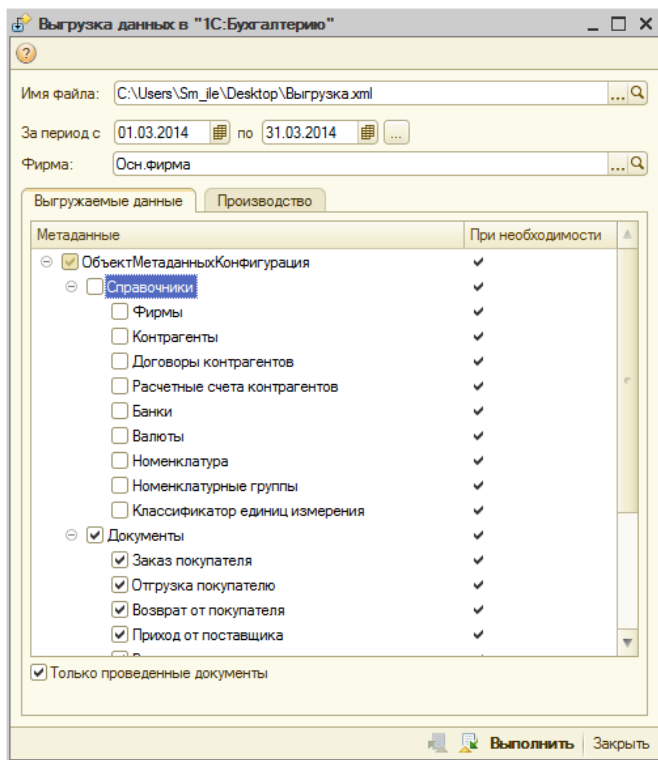 Выгрузка данных в "1С:Бухгалтерию"
Имя файла: C:\Users\Sm_ile\Desktop\Выгрузка.xml ...
За период с 01.03.2014 по 31.03.2014 ...
Фирма: Осн.фирма ...
Выгружаемые данные Производство
Метаданные При необходимости
ОбъектМетаданныхКонфигурация
Справочники
Фирмы
Контрагенты
Договоры контрагентов
Расчетные счета контрагентов
Банки
Валюты
Номенклатура
Номенклатурные группы
Классификатор единиц измерения
Документы
Заказ покупателя
Отгрузка покупателю
Возврат от покупателя
Приход от поставщика
Только проведенные документы
Выполнить Закрыть